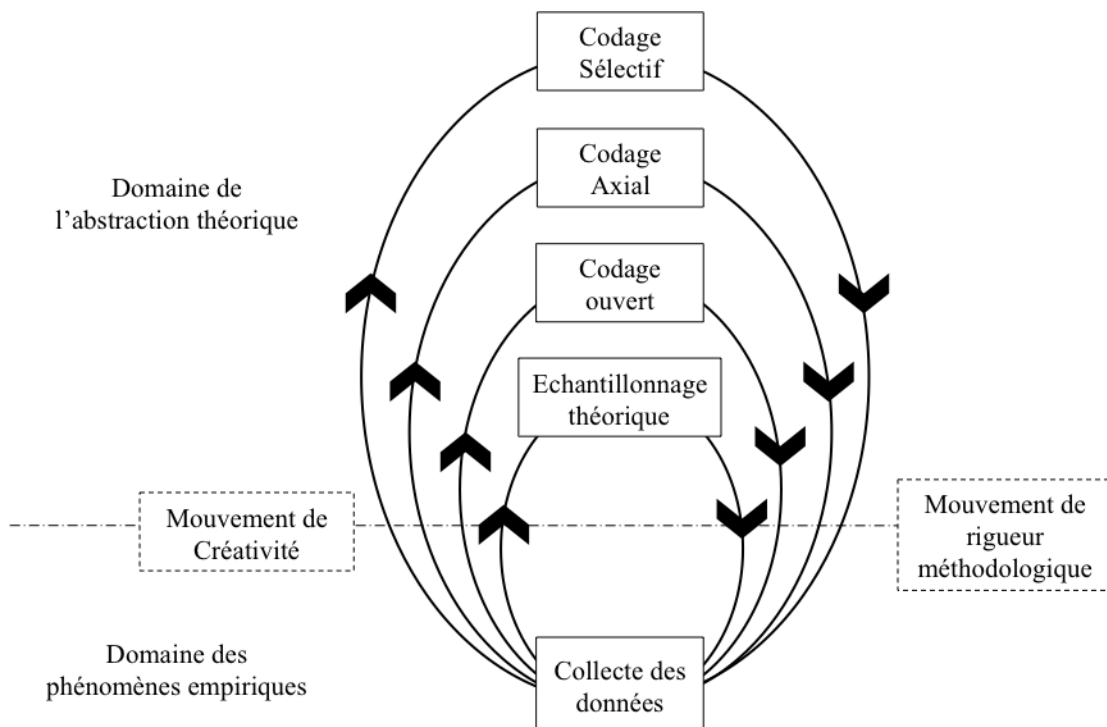 Codage
Sélectif
Codage
Axial
Domaine de
l’abstraction théorique
Codage
ouvert
Echantillonnage
théorique
Mouvement de
Créativité
Mouvement de
rigueur
méthodologique
Domaine des
phénomènes empiriques
Collecte des
données